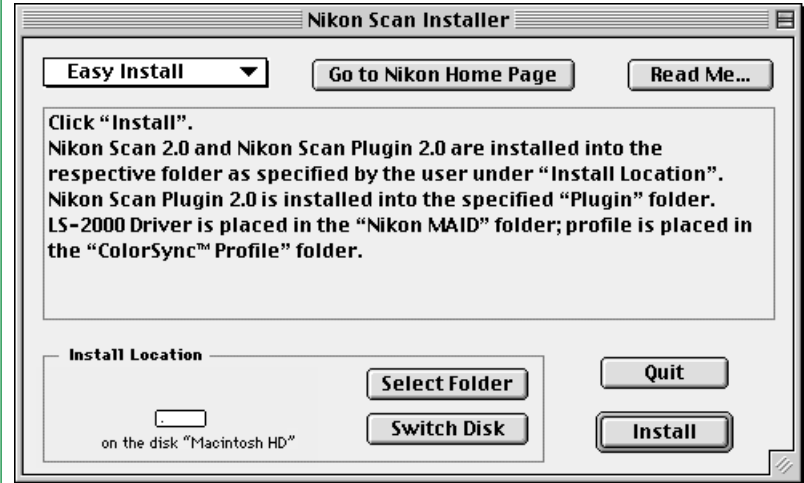 Nikon Scan Installer
Easy Install
Go to Nikon Home Page
Read Me...
Click “Install”.
Nikon Scan 2.0 and Nikon Scan Plugin 2.0 are installed into the
respective folder as specified by the user under “Install Location”.
Nikon Scan Plugin 2.0 is installed into the specified “Plugin” folder.
LS-2000 Driver is placed in the “Nikon MAID” folder; profile is placed in
the “ColorSync™ Profile” folder.
Install Location
Select Folder
Quit
on the disk “Macintosh HD”
Switch Disk
Install